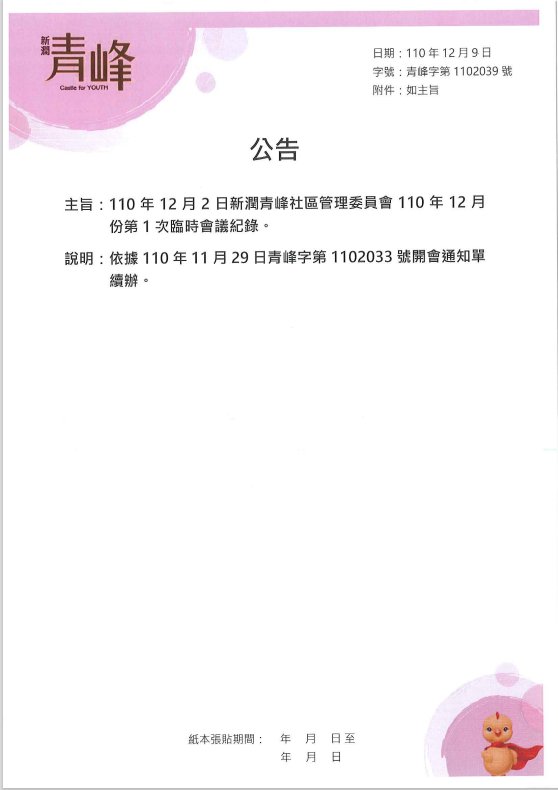 新潤
青峰
Castle for YOUTH
日期：110 年 12 月 9 日
字號：青峰字第 1102039 號
附件：如主旨
公告
主旨：110 年 12 月 2 日新潤青峰社區管理委員會 110 年 12 月
份第 1 次臨時會議紀錄。
說明：依據 110 年 11 月 29 日青峰字第 1102033 號開會通知單
續辦。
紙本張貼期間： 年 月 日至
年 月 日